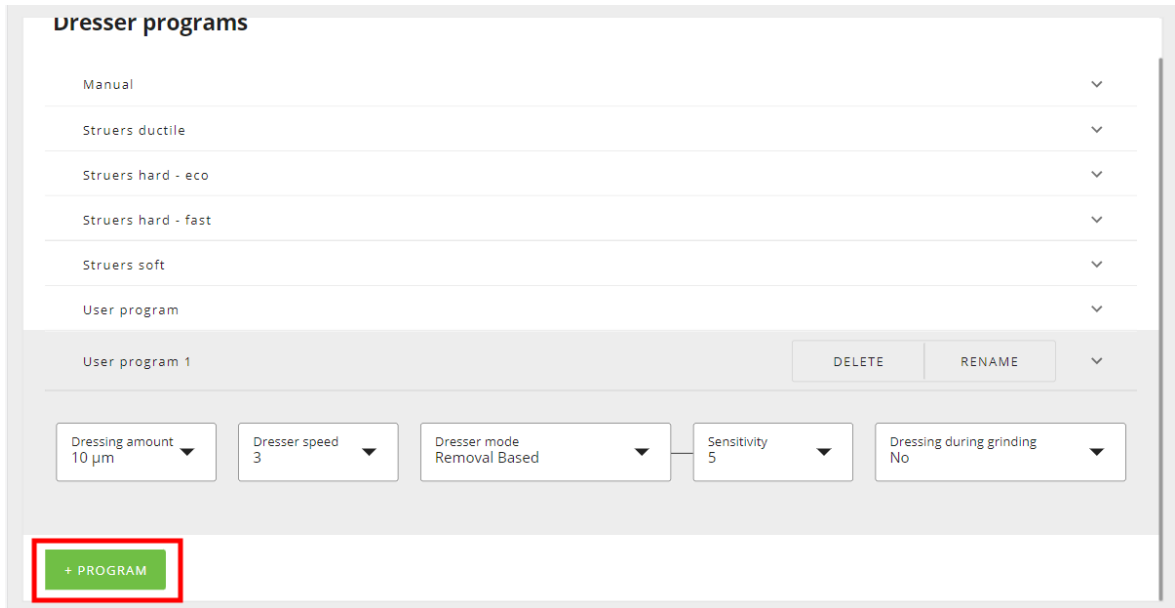 Dresser programs
Manual
Struers ductile
Struers hard - eco
Struers hard - fast
Struers soft
User program
User program 1 DELETE RENAME
Dressing amount Dresser speed Dresser mode Sensitivity Dressing during grinding
10 µm 3 Removal Based 5 No
+ PROGRAM